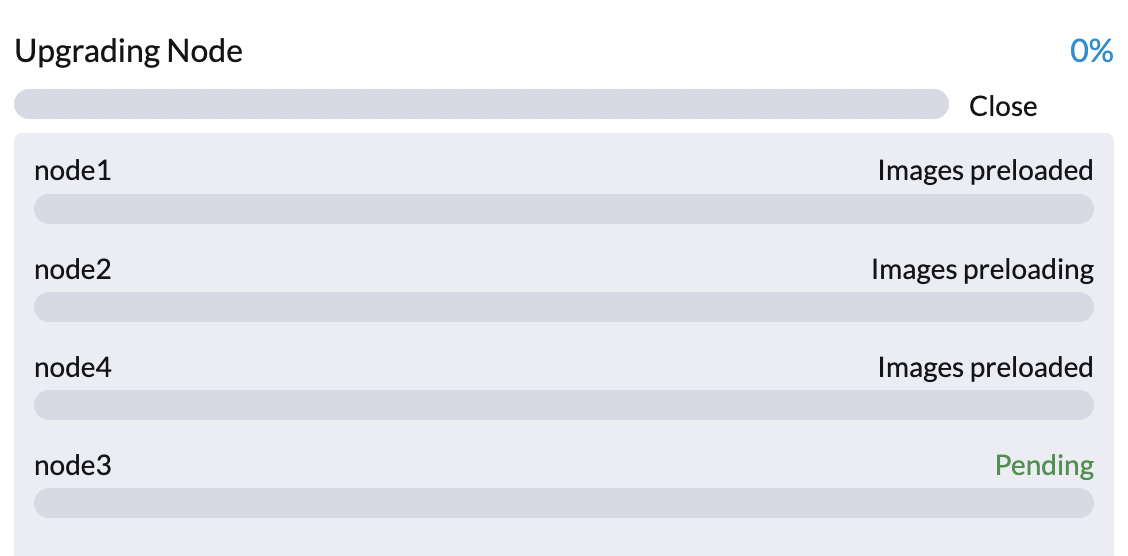 Upgrading Node 0%
Close
node1 Images preloaded
node2 Images preloading
node4 Images preloaded
node3 Pending